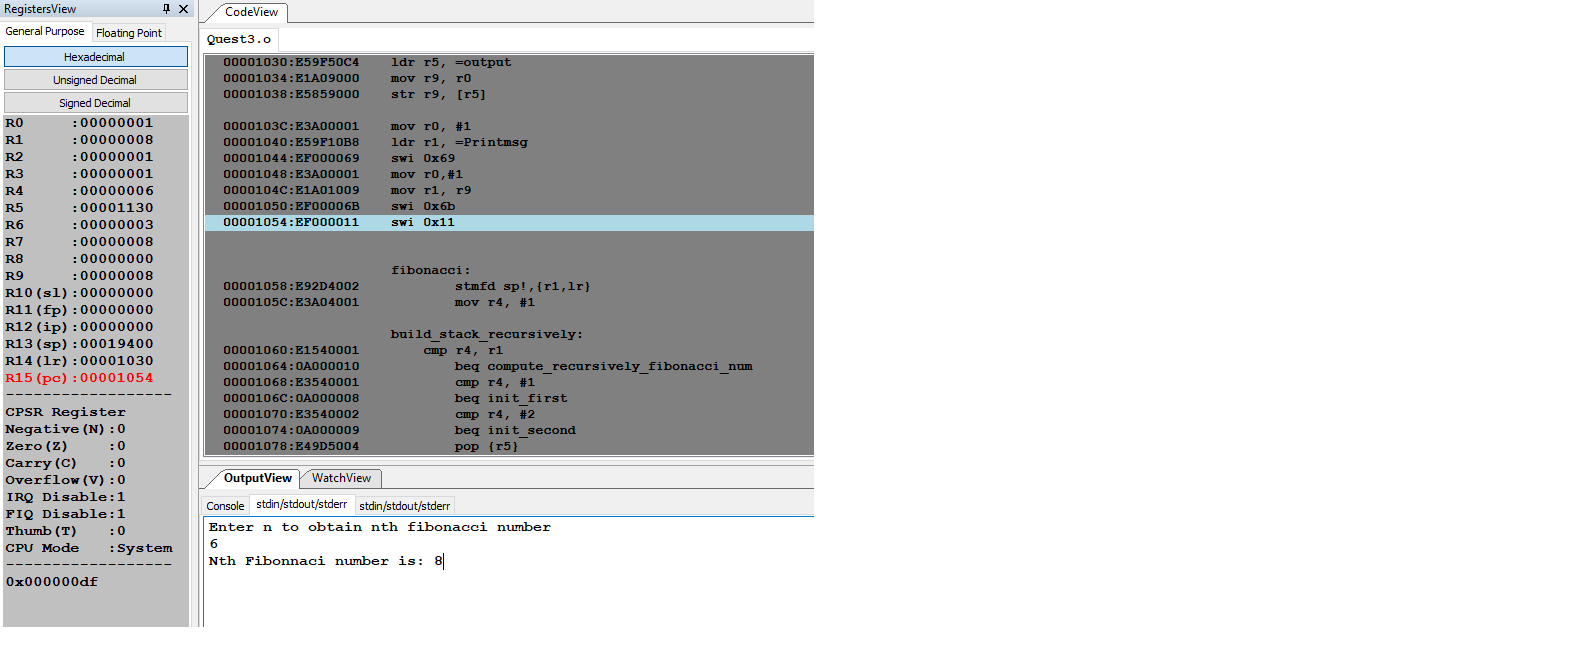 RegistersView
General Purpose Floating Point
Hexadecimal
Unsigned Decimal
Signed Decimal
R0 :00000001
R1 :00000008
R2 :00000001
R3 :00000001
R4 :00000006
R5 :00001130
R6 :00000003
R7 :00000008
R8 :00000000
R9 :00000008
R10(sl):00000000
R11(fp):00000000
R12(ip):00000000
R13(sp):00019400
R14(lr):00001030
R15(pc):00001054
-------------------
CPSR Register
Negative(N):0
Zero(Z) :0
Carry(C) :0
Overflow(V):0
IRQ Disable:1
FIQ Disable:1
Thumb(T) :0
CPU Mode :System
-------------------
0x000000df
CodeView
Quest3.o
00001030:E59F50C4 ldr r5, =output
00001034:E1A09000 mov r9, r0
00001038:E5859000 str r9, [r5]
0000103C:E3A00001 mov r0, #1
00001040:E59F10B8 ldr r1, =Printmsg
00001044:EF000069 swi 0x69
00001048:E3A00001 mov r0,#1
0000104C:E1A01009 mov r1, r9
00001050:EF00006B swi 0x6b
00001054:EF000011 swi 0x11
fibonacci:
00001058:E92D4002 stmfd sp!,{r1,lr}
0000105C:E3A04001 mov r4, #1
build_stack_recursively:
00001060:E1540001 cmp r4, r1
00001064:0A000010 beq compute_recursively_fibonacci_num
00001068:E3540001 cmp r4, #1
0000106C:0A000008 beq init_first
00001070:E3540002 cmp r4, #2
00001074:0A000009 beq init_second
00001078:E49D5004 pop {r5}
OutputView WatchView
Console stdin/stdout/stderr stdin/stdout/stderr
Enter n to obtain nth fibonacci number
6
Nth Fibonnaci number is: 8